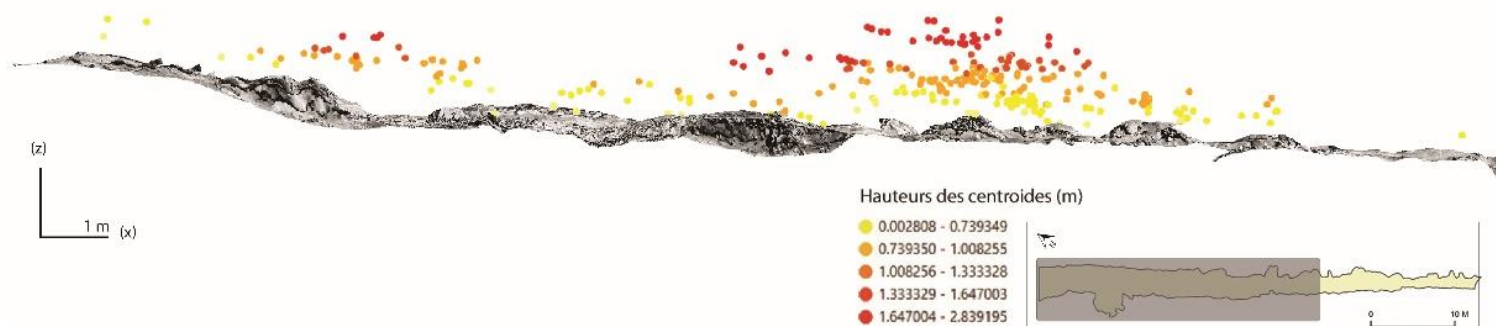 (z)
1 m
(x)
Hauteurs des centroides (m)
0.002808 - 0.739349
0.739350 - 1.008255
1.008256 - 1.333328
1.333329 - 1.647003
1.647004 - 2.839195
0
10 M